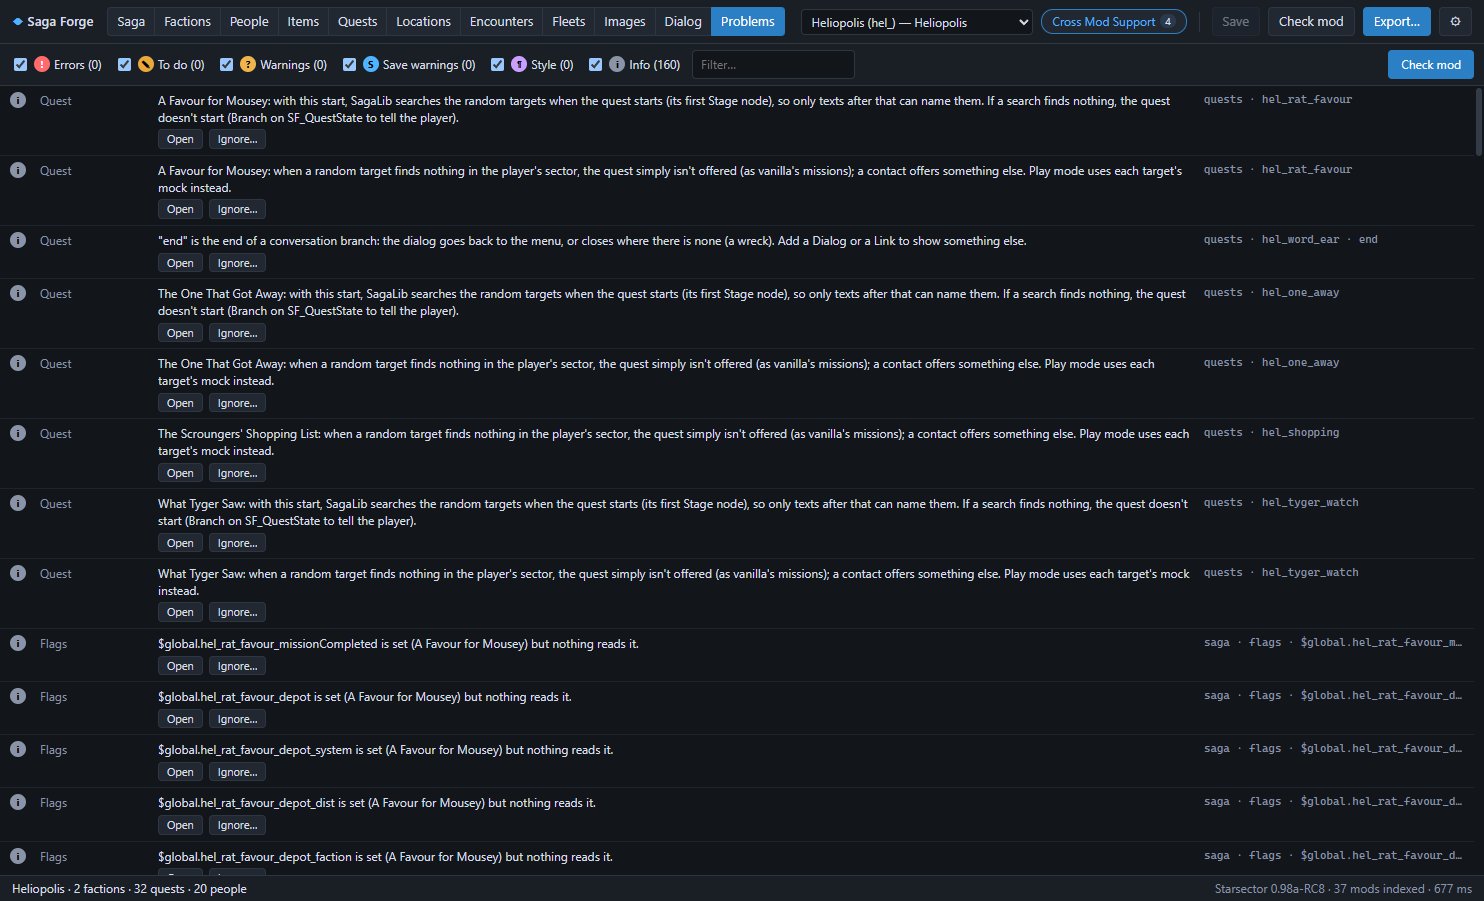 Saga Forge
Saga Factions People Items Quests Locations Encounters Fleets Images Dialog Problems
Heliopolis (hel_) — Heliopolis
Cross Mod Support 4
Save Check mod Export...
Errors (0) To do (0) Warnings (0) Save warnings (0) Style (0) Info (160) Filter... Check mod
Quest
A Favour for Mousey: with this start, SagaLib searches the random targets when the quest starts (its first Stage node), so only texts after that can name them. If a search finds nothing, the quest
doesn't start (Branch on SF_QuestState to tell the player).
quests · hel_rat_favour
Open Ignore...
Quest
A Favour for Mousey: when a random target finds nothing in the player's sector, the quest simply isn't offered (as vanilla's missions); a contact offers something else. Play mode uses each target's
mock instead.
quests · hel_rat_favour
Open Ignore...
Quest
"end" is the end of a conversation branch: the dialog goes back to the menu, or closes where there is none (a wreck). Add a Dialog or a Link to show something else.
quests · hel_word_ear · end
Open Ignore...
Quest
The One That Got Away: with this start, SagaLib searches the random targets when the quest starts (its first Stage node), so only texts after that can name them. If a search finds nothing, the quest
doesn't start (Branch on SF_QuestState to tell the player).
quests · hel_one_away
Open Ignore...
Quest
The One That Got Away: when a random target finds nothing in the player's sector, the quest simply isn't offered (as vanilla's missions); a contact offers something else. Play mode uses each
target's mock instead.
quests · hel_one_away
Open Ignore...
Quest
The Scroungers' Shopping List: when a random target finds nothing in the player's sector, the quest simply isn't offered (as vanilla's missions); a contact offers something else. Play mode uses each
target's mock instead.
quests · hel_shopping
Open Ignore...
Quest
What Tyger Saw: with this start, SagaLib searches the random targets when the quest starts (its first Stage node), so only texts after that can name them. If a search finds nothing, the quest doesn't
start (Branch on SF_QuestState to tell the player).
quests · hel_tyger_watch
Open Ignore...
Quest
What Tyger Saw: when a random target finds nothing in the player's sector, the quest simply isn't offered (as vanilla's missions); a contact offers something else. Play mode uses each target's mock
instead.
quests · hel_tyger_watch
Open Ignore...
Flags
$global.hel_rat_favour_missionCompleted is set (A Favour for Mousey) but nothing reads it.
saga · flags · $global.hel_rat_favour_m...
Open Ignore...
Flags
$global.hel_rat_favour_depot is set (A Favour for Mousey) but nothing reads it.
saga · flags · $global.hel_rat_favour_d...
Open Ignore...
Flags
$global.hel_rat_favour_depot_system is set (A Favour for Mousey) but nothing reads it.
saga · flags · $global.hel_rat_favour_d...
Open Ignore...
Flags
$global.hel_rat_favour_depot_dist is set (A Favour for Mousey) but nothing reads it.
saga · flags · $global.hel_rat_favour_d...
Open Ignore...
Flags
$global.hel_rat_favour_depot_faction is set (A Favour for Mousey) but nothing reads it.
saga · flags · $global.hel_rat_favour_d...
Heliopolis · 2 factions · 32 quests · 20 people
Starsector 0.98a-RC8 · 37 mods indexed · 677 ms